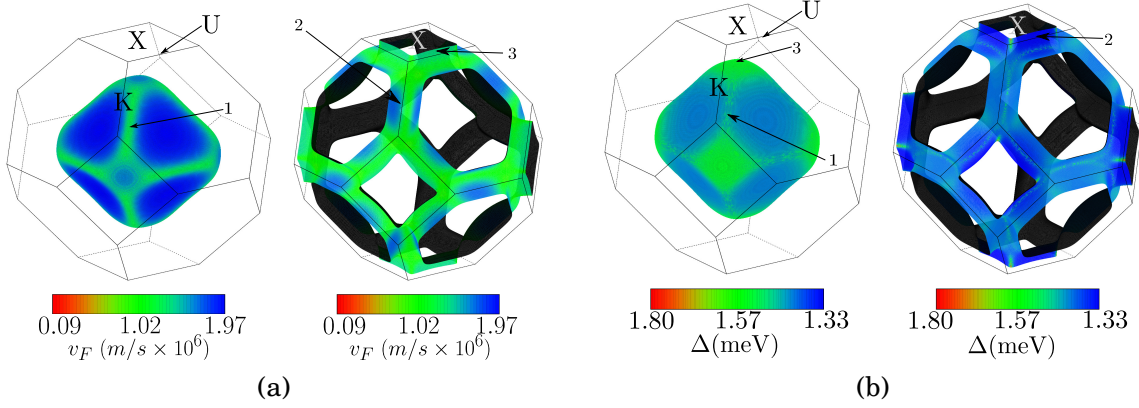 X
U
K
1
2
X
3
0.09 1.02 1.97
v_F (m/s × 10^6)
0.09 1.02 1.97
v_F (m/s × 10^6)
(a)
X
U
3
K
1
X
2
1.80 1.57 1.33
Δ(meV)
1.80 1.57 1.33
Δ(meV)
(b)